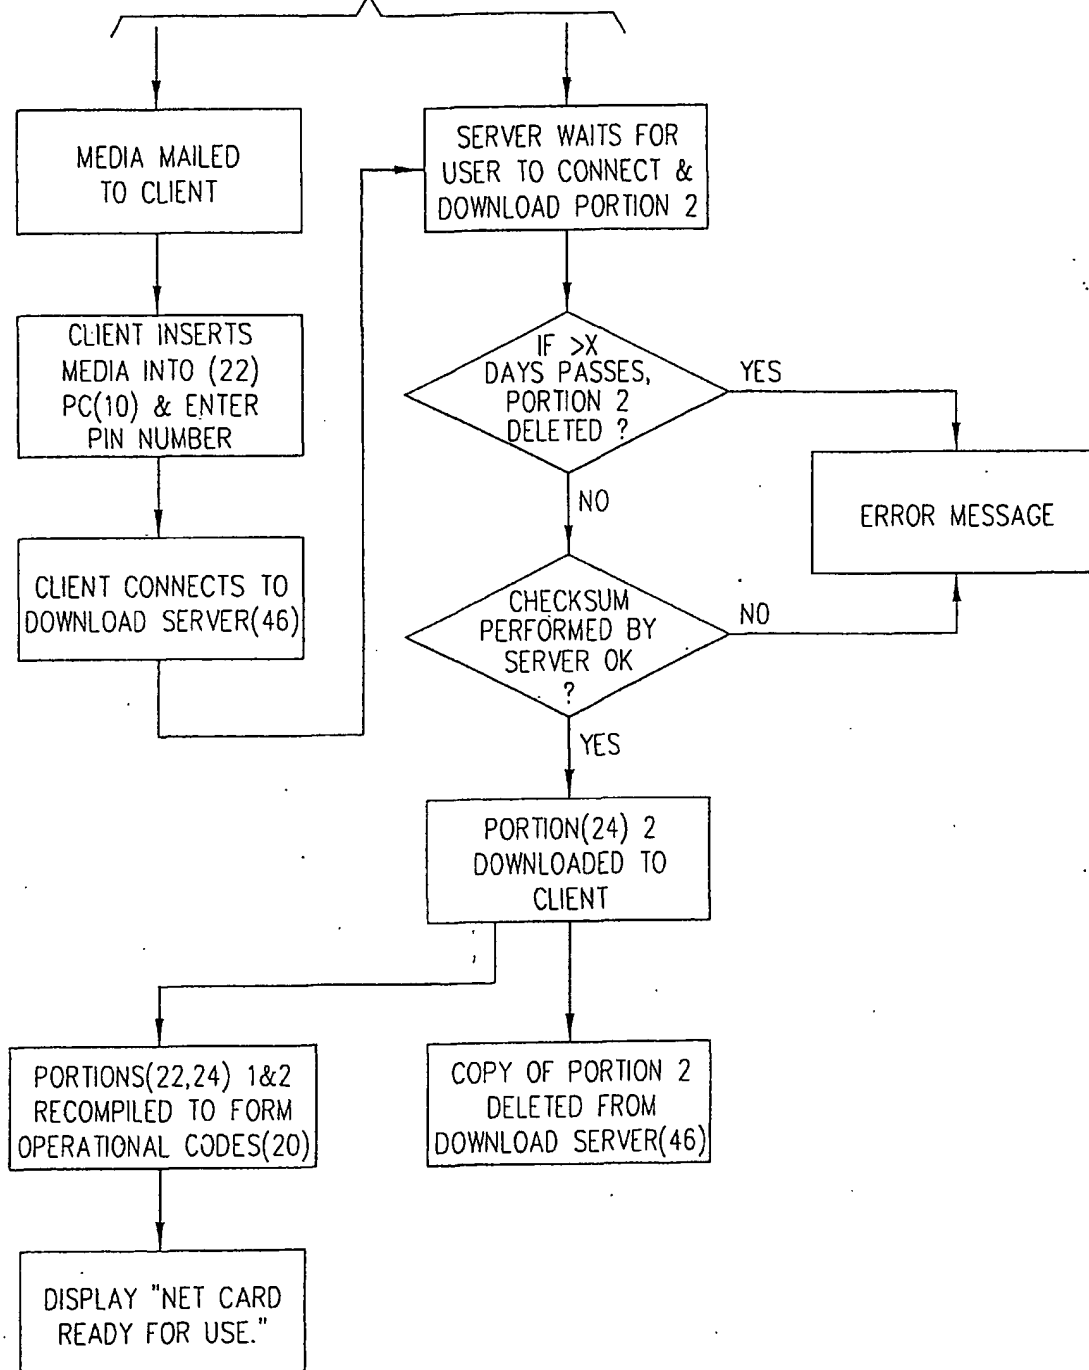 MEDIA MAILED
TO CLIENT
CLIENT INSERTS
MEDIA INTO (22)
PC(10) & ENTER
PIN NUMBER
CLIENT CONNECTS TO
DOWNLOAD SERVER(46)
SERVER WAITS FOR
USER TO CONNECT &
DOWNLOAD PORTION 2
IF >X
DAYS PASSES,
PORTION 2
DELETED ?
YES
NO
ERROR MESSAGE
CHECKSUM
PERFORMED BY
SERVER OK
?
NO
YES
PORTION(24) 2
DOWNLOADED TO
CLIENT
PORTIONS(22,24) 1&2
RECOMPILED TO FORM
OPERATIONAL CODES(20)
COPY OF PORTION 2
DELETED FROM
DOWNLOAD SERVER(46)
DISPLAY "NET CARD
READY FOR USE."